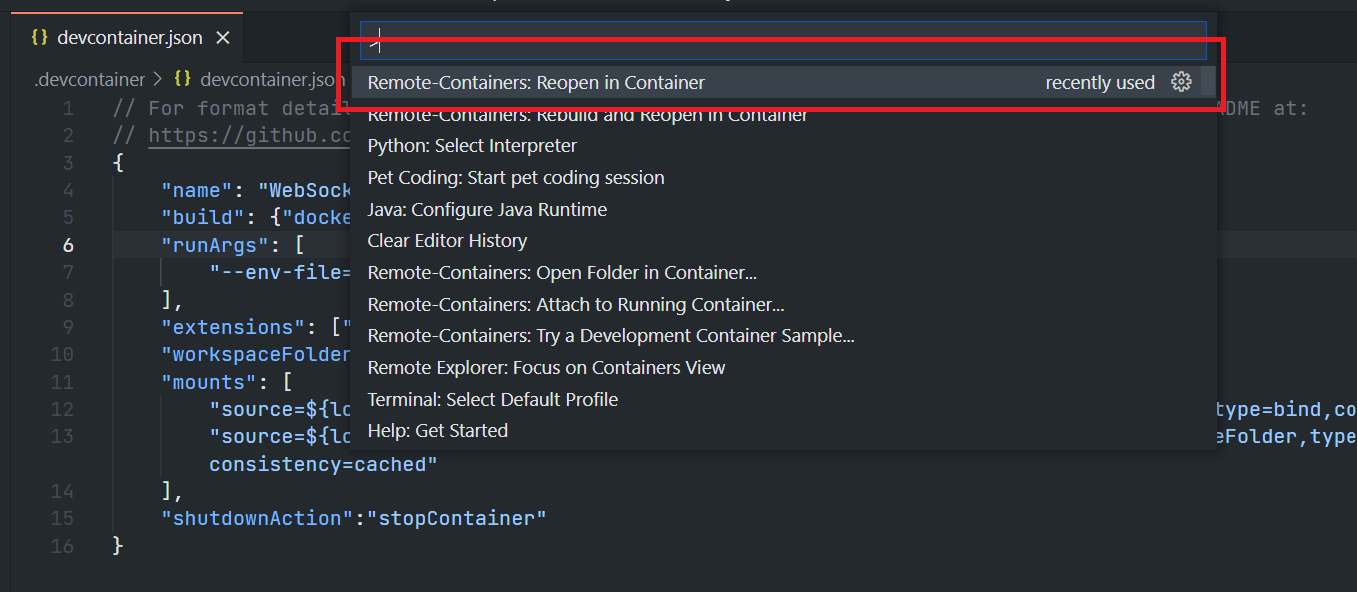 {} devcontainer.json ×
>
.devcontainer > {} devcontainer.json
Remote-Containers: Reopen in Container recently used
Remote-Containers: Rebuild and Reopen in Container
Python: Select Interpreter
Pet Coding: Start pet coding session
Java: Configure Java Runtime
Clear Editor History
Remote-Containers: Open Folder in Container...
Remote-Containers: Attach to Running Container...
Remote-Containers: Try a Development Container Sample...
Remote Explorer: Focus on Containers View
Terminal: Select Default Profile
Help: Get Started
1 // For format detail DME at:
2 // https://github.co
3 {
4 "name": "WebSock
5 "build": {"docke
6 "runArgs": [
7 "--env-file=
8 ],
9 "extensions": ["
10 "workspaceFolder
11 "mounts": [
12 "source=${lo type=bind,co
13 "source=${lo eFolder,type
consistency=cached"
14 ],
15 "shutdownAction":"stopContainer"
16 }